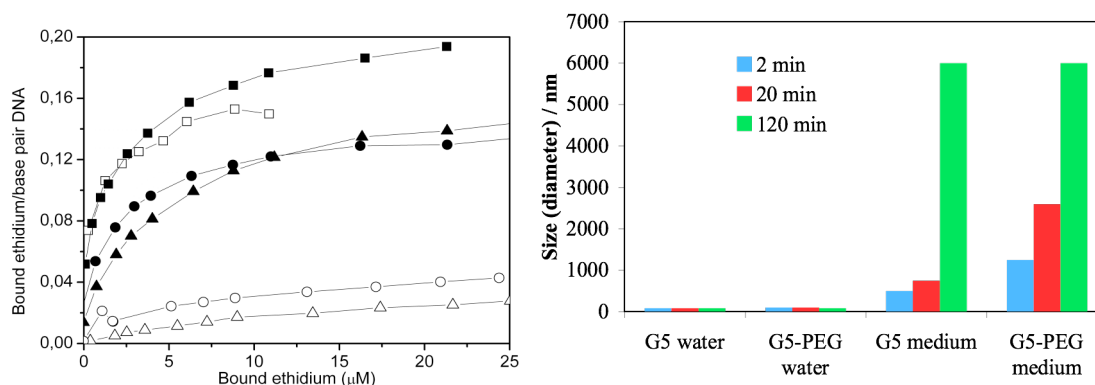 0,20
0,16
0,12
0,08
0,04
0,00
0
5
10
15
20
25
Bound ethidium/base pair DNA
Bound ethidium (μM)
7000
6000
5000
4000
3000
2000
1000
0
Size (diameter) / nm
2 min
20 min
120 min
G5 water
G5-PEG
water
G5 medium
G5-PEG
medium